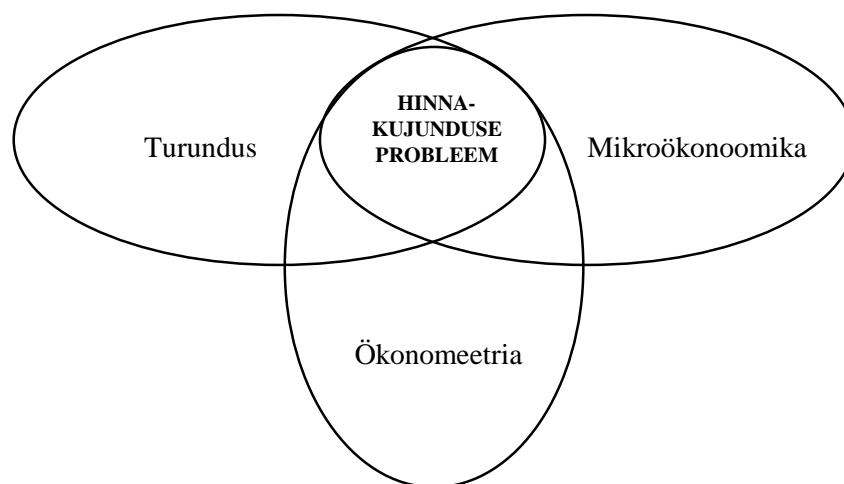 HINNA-
KUJUNDUSE
PROBLEEM
Turundus
Mikroökonoomika
Ökonomeetria